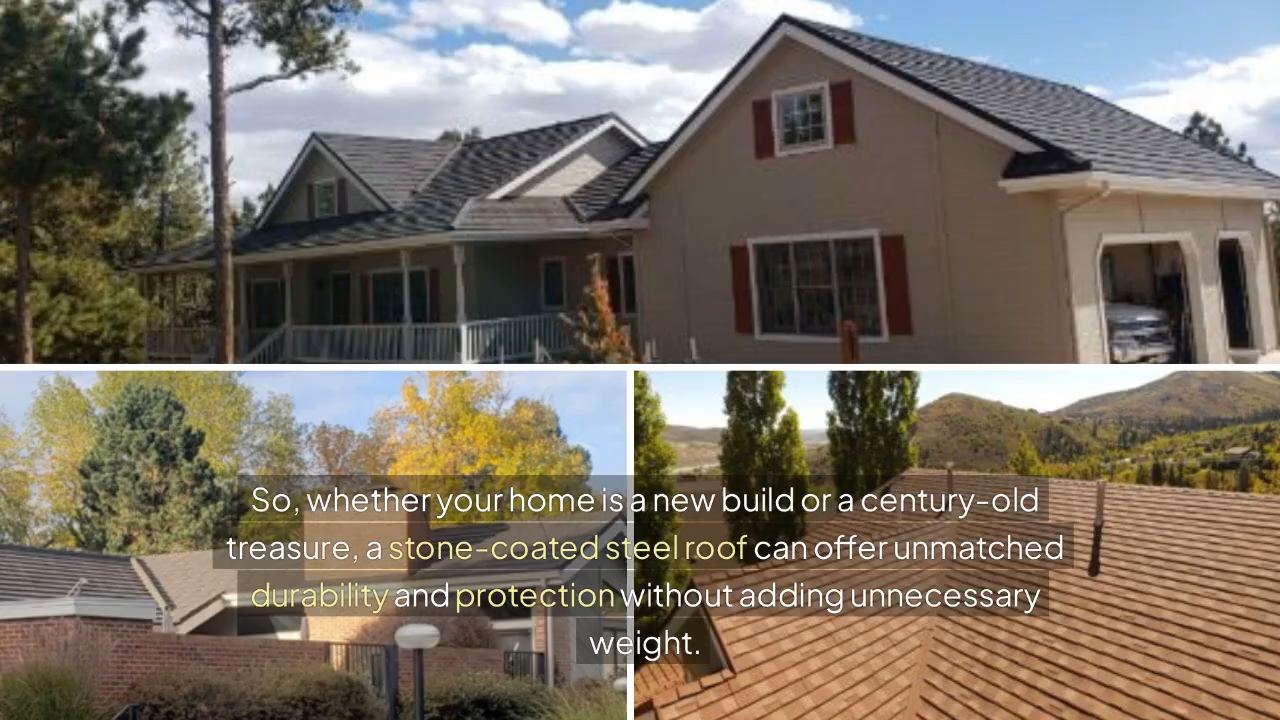 So, whether your home is a new build or a century-old
treasure, a stone-coated steel roof can offer unmatched
durability and protection without adding unnecessary
weight.